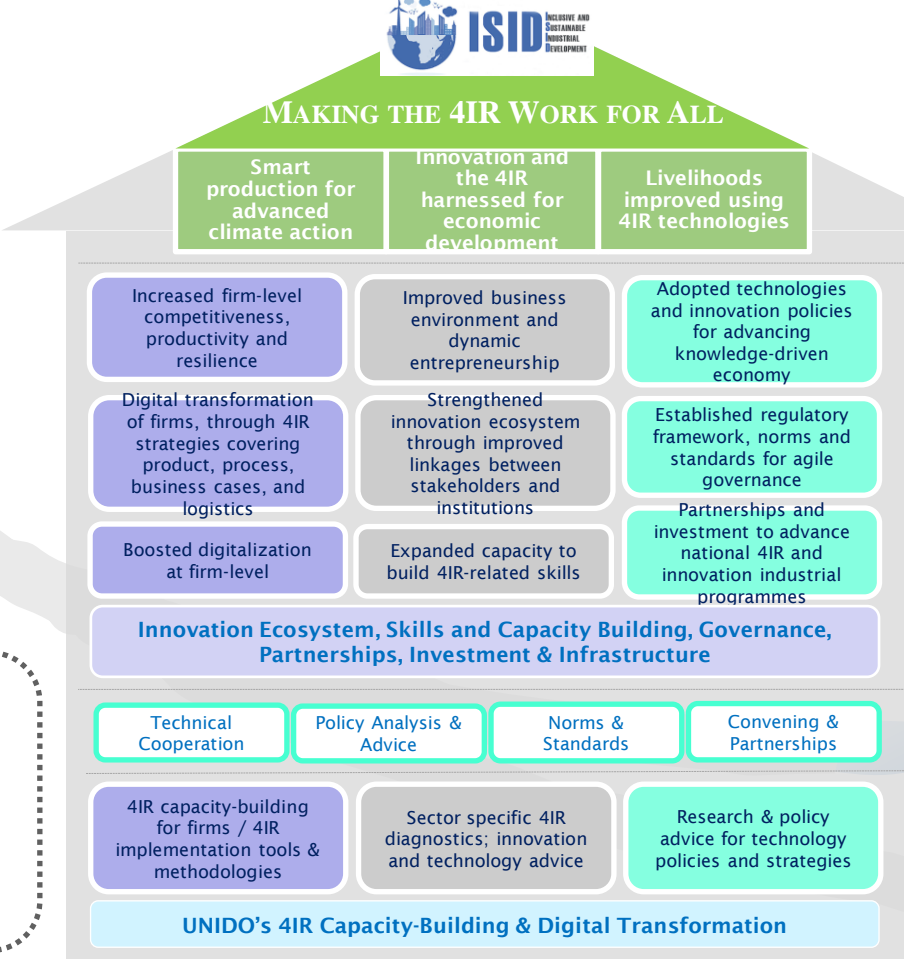 ISID
INCLUSIVE AND
SUSTAINABLE
INDUSTRIAL
DEVELOPMENT
MAKING THE 4IR WORK FOR ALL
Smart
production for
advanced
climate action
Innovation and
the 4IR
harnessed for
economic
development
Livelihoods
improved using
4IR technologies
Increased firm-level
competitiveness,
productivity and
resilience
Improved business
environment and
dynamic
entrepreneurship
Adopted technologies
and innovation policies
for advancing
knowledge-driven
economy
Digital transformation
of firms, through 4IR
strategies covering
product, process,
business cases, and
logistics
Strengthened
innovation ecosystem
through improved
linkages between
stakeholders and
institutions
Established regulatory
framework, norms and
standards for agile
governance
Boosted digitalization
at firm-level
Expanded capacity to
build 4IR-related skills
Partnerships and
investment to advance
national 4IR and
innovation industrial
programmes
Innovation Ecosystem, Skills and Capacity Building, Governance,
Partnerships, Investment & Infrastructure
Technical
Cooperation
Policy Analysis &
Advice
Norms &
Standards
Convening &
Partnerships
4IR capacity-building
for firms / 4IR
implementation tools &
methodologies
Sector specific 4IR
diagnostics; innovation
and technology advice
Research & policy
advice for technology
policies and strategies
UNIDO's 4IR Capacity-Building & Digital Transformation